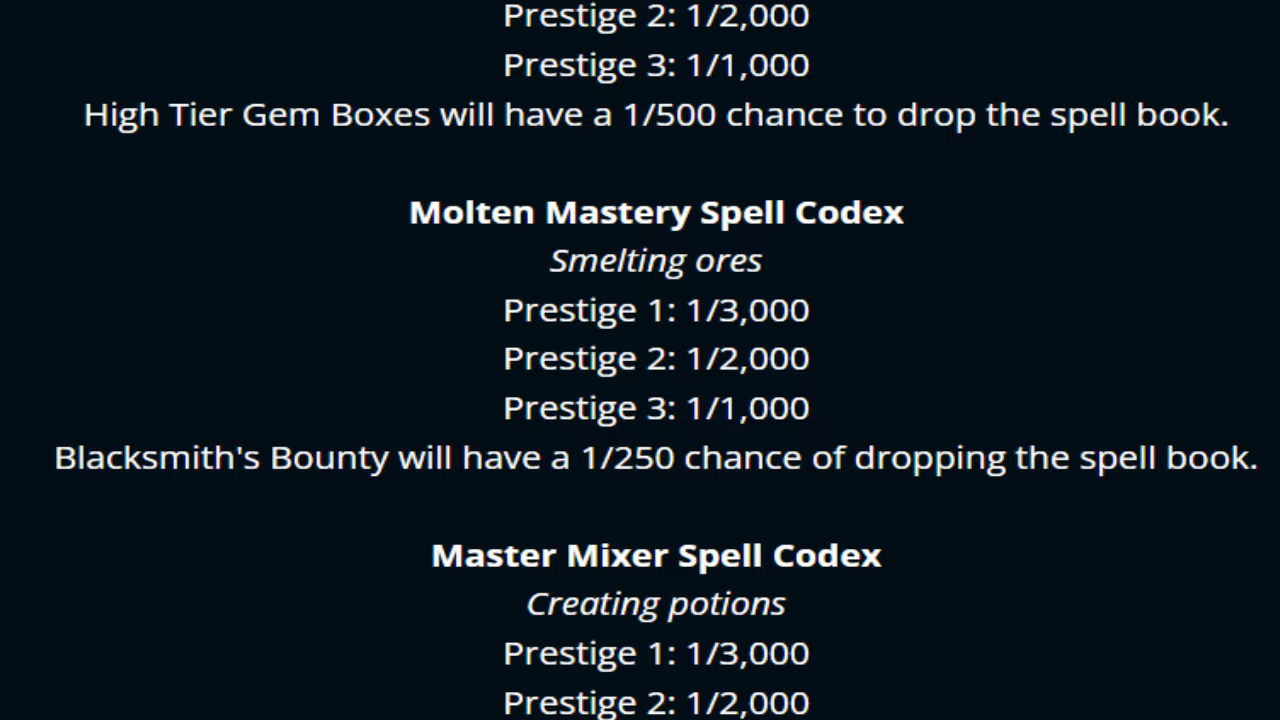 Prestige 2: 1/2,000
Prestige 3: 1/1,000
High Tier Gem Boxes will have a 1/500 chance to drop the spell book.
Molten Mastery Spell Codex
Smelting ores
Prestige 1: 1/3,000
Prestige 2: 1/2,000
Prestige 3: 1/1,000
Blacksmith's Bounty will have a 1/250 chance of dropping the spell book.
Master Mixer Spell Codex
Creating potions
Prestige 1: 1/3,000
Prestige 2: 1/2,000